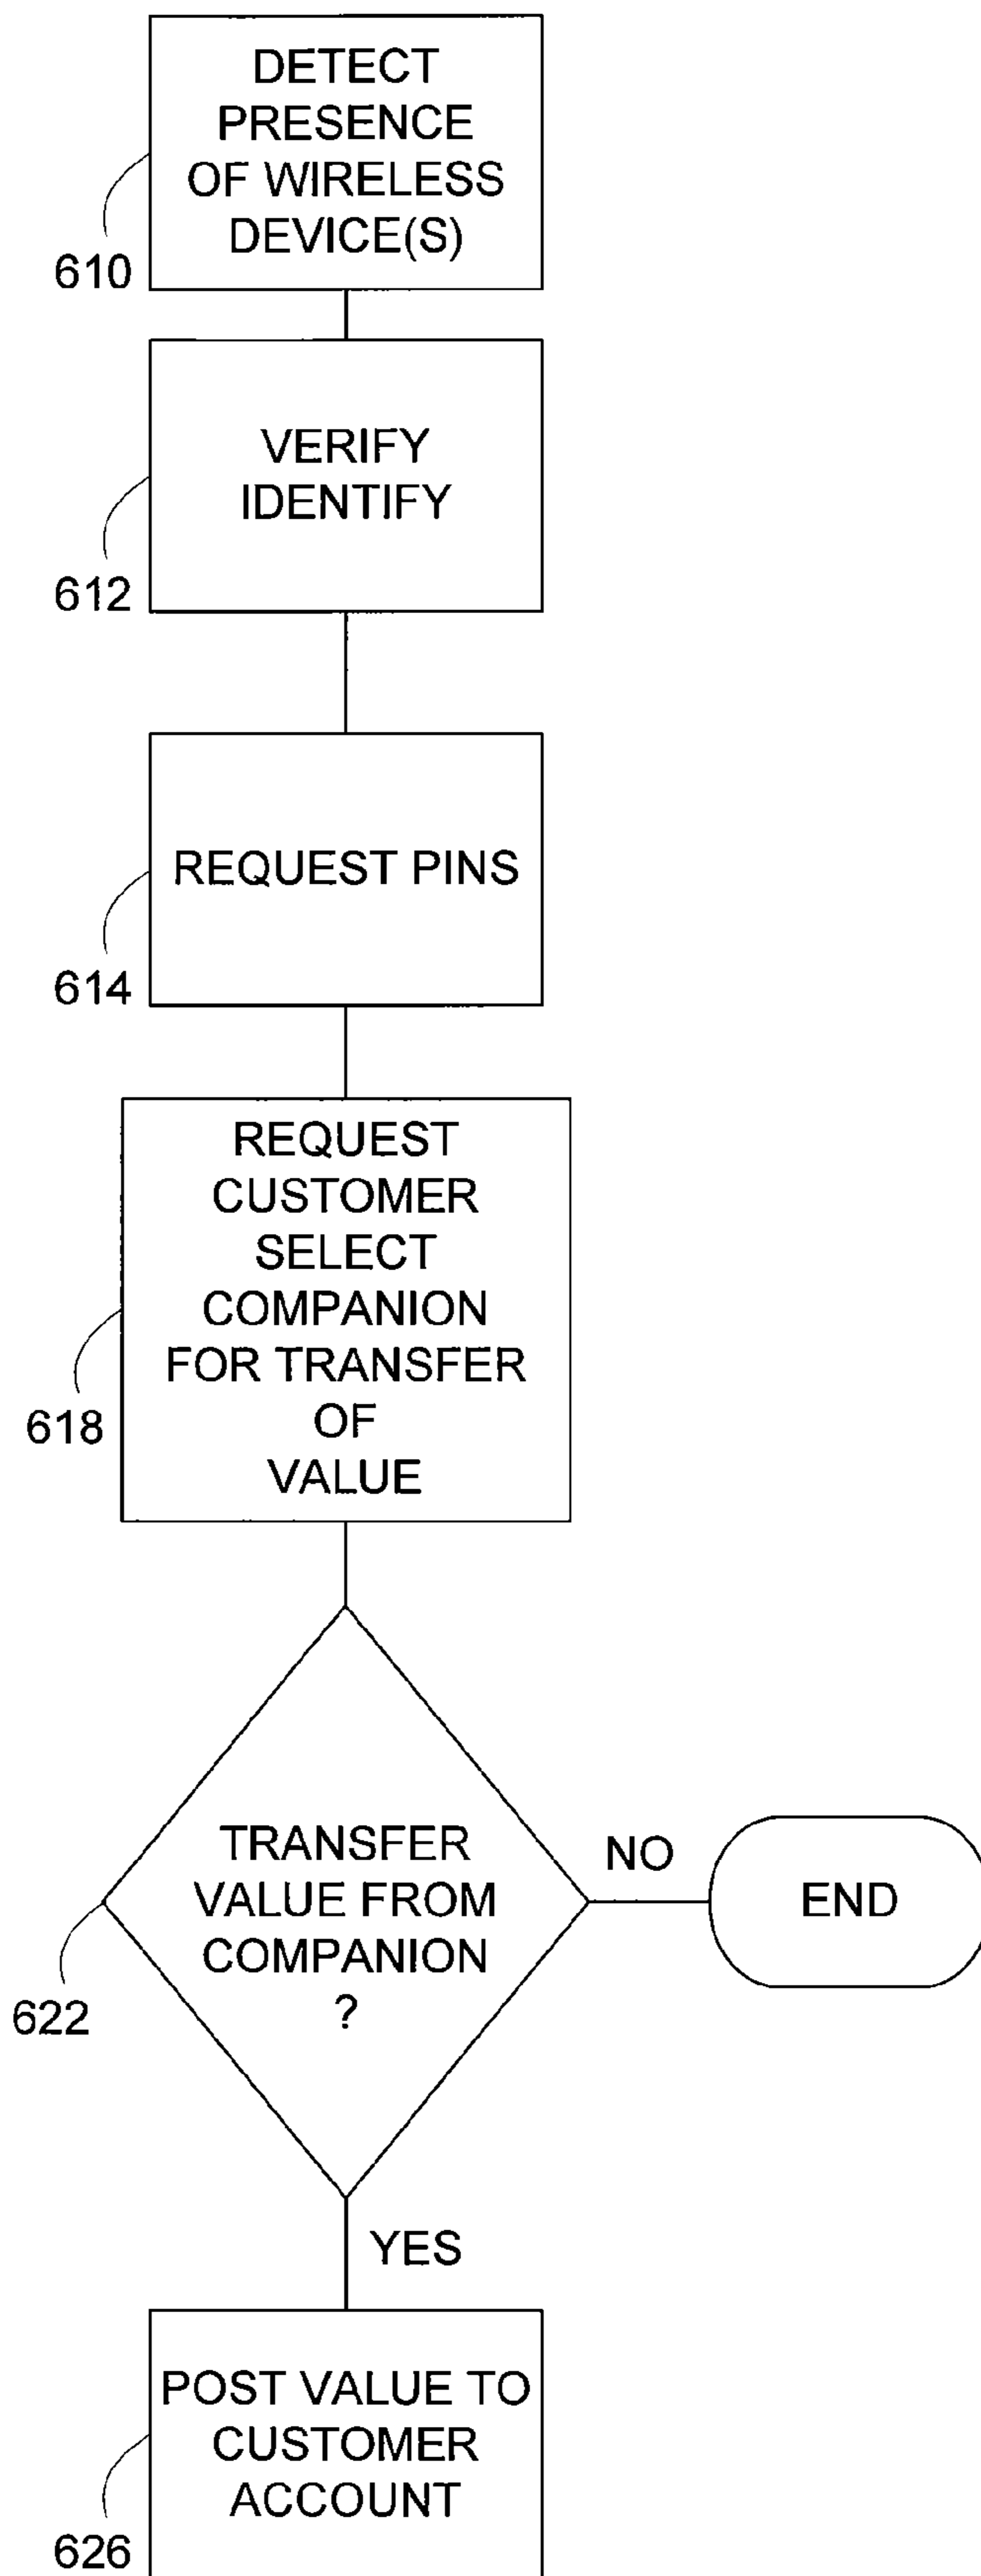 DETECT
PRESENCE
OF WIRELESS
DEVICE(S)
610
VERIFY
IDENTIFY
612
REQUEST PINS
614
REQUEST
CUSTOMER
SELECT
COMPANION
FOR TRANSFER
OF
VALUE
618
TRANSFER
VALUE FROM
COMPANION
?
622
NO
END
YES
POST VALUE TO
CUSTOMER
ACCOUNT
626